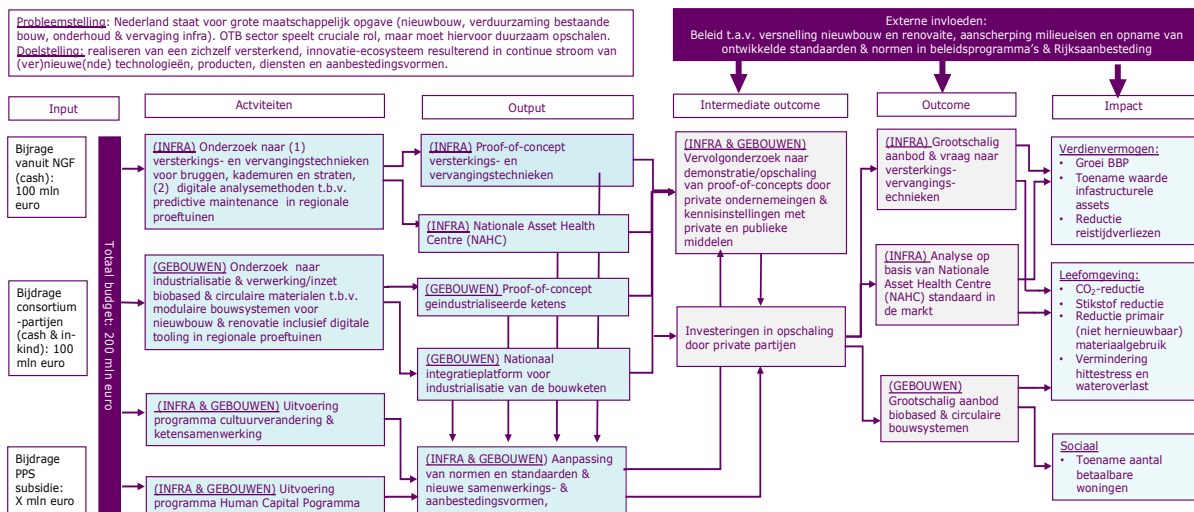 Probleemstelling: Nederland staat voor grote maatschappelijk opgave (nieuwbouw, verduurzaming bestaande
bouw, onderhoud & vervaging infra). OTB sector speelt cruciale rol, maar moet hiervoor duurzaam opschalen.
Doelstelling: realiseren van een zichzelf versterkend, innovatie-ecosysteem resulterend in continue stroom van
(ver)nieuwe(nde) technologieën, producten, diensten en aanbestedingsvormen.
Externe invloeden:
Beleid t.a.v. versnelling nieuwbouw en renovaite, aanscherping milieueisen en opname van
ontwikkelde standaarden & normen in beleidsprogramma's & Rijksaanbesteding
Input
Actviteiten
Output
Intermediate outcome
Outcome
Impact
Bijrage
vanuit NGF
(cash):
100 mln
euro
Bijdrage
consortium
-partijen
(cash & in-
kind): 100
mln euro
Bijdrage
PPS
subsidie:
X mln euro
Totaal budget: 200 mln euro
(INFRA) Onderzoek naar (1)
versterkings- en vervangingstechnieken
voor bruggen, kademuren en straten,
(2) digitale analysemethoden t.b.v.
predictive maintenance in regionale
proeftuinen
(GEBOUWEN) Onderzoek naar
industrialisatie & verwerking/inzet
biobased & circulaire materialen t.b.v.
modulaire bouwsystemen voor
nieuwbouw & renovatie inclusief digitale
tooling in regionale proeftuinen
(INFRA & GEBOUWEN) Uitvoering
programma cultuurverandering &
ketensamenwerking
(INFRA & GEBOUWEN) Uitvoering
programma Human Capital Pogramma
(INFRA) Proof-of-concept
versterkings- en
vervangingstechnieken
(INFRA) Nationale Asset Health
Centre (NAHC)
(GEBOUWEN) Proof-of-concept
geindustrialiseerde ketens
(GEBOUWEN) Nationaal
integratieplatform voor
industrialisatie van de bouwketen
(INFRA & GEBOUWEN) Aanpassing
van normen en standaarden &
nieuwe samenwerkings- &
aanbestedingsvormen,
(INFRA & GEBOUWEN)
Vervolgonderzoek naar
demonstratie/opschaling
van proof-of-concepts door
private ondernemeingen &
kennisinstellingen met
private en publieke
middelen
Investeringen in opschaling
door private partijen
(INFRA) Grootschalig
aanbod & vraag naar
versterkings-
vervangings-
echnieken
(INFRA) Analyse op
basis van Nationale
Asset Health Centre
(NAHC) standaard in
de markt
(GEBOUWEN)
Grootschalig aanbod
biobased & circulaire
bouwsystemen
Verdienvermogen:
• Groei BBP
• Toename waarde
infastructurele
assets
• Reductie
reistijdverliezen
Leefomgeving:
• CO₂-reductie
• Stikstof reductie
• Reductie primair
(niet hernieuwbaar)
materiaalgebruik
• Vermindering
hittestress en
wateroverlast
Sociaal
• Toename aantal
betaalbare
woningen